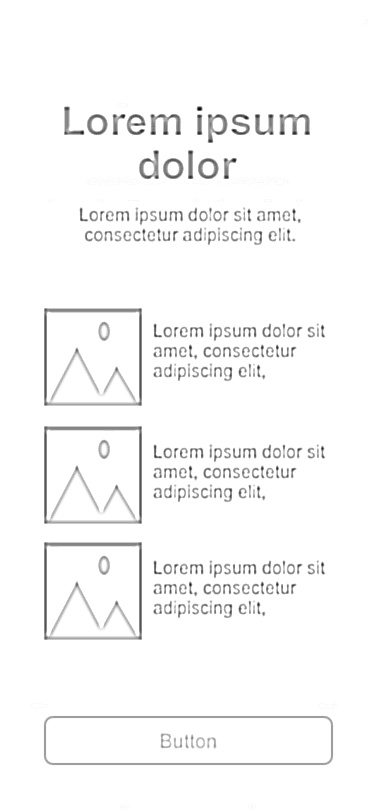 Lorem ipsum
dolor
Lorem ipsum dolor sit amet,
consectetur adipiscing elit.
Lorem ipsum dolor sit
amet, consectetur
adipiscing elit,
Lorem ipsum dolor sit
amet, consectetur
adipiscing elit,
Lorem ipsum dolor sit
amet, consectetur
adipiscing elit,
Button